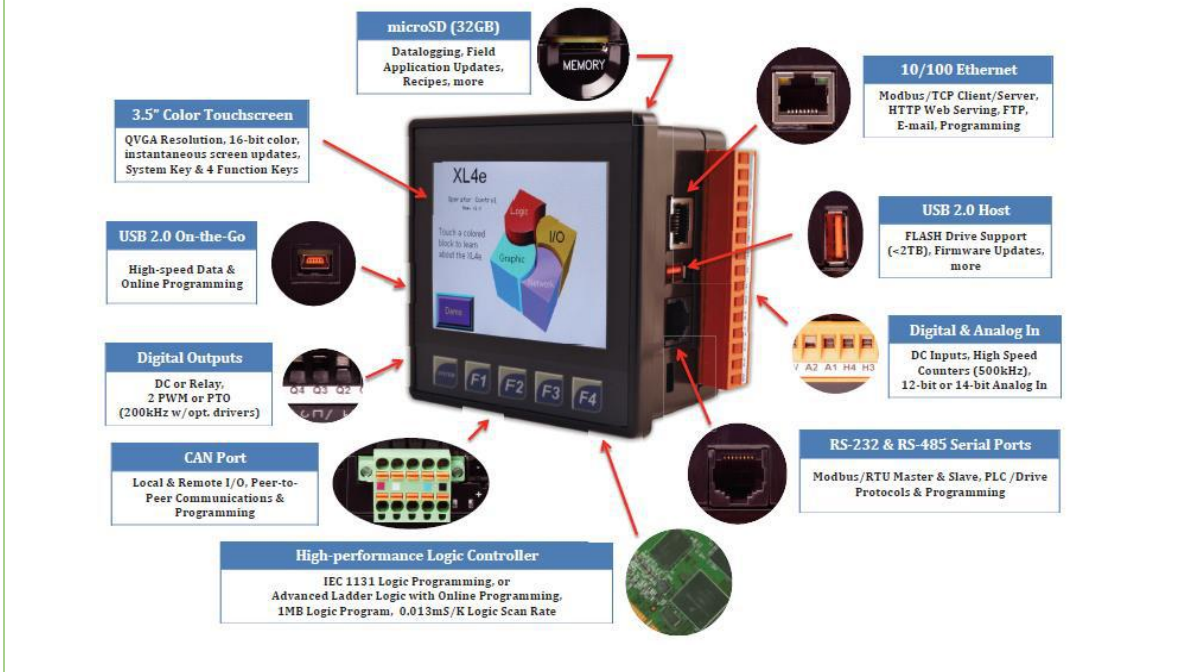 microSD (32GB)
Datalogging, Field
Application Updates,
Recipes, more
MEMORY
10/100 Ethernet
Modbus/TCP Client/Server,
HTTP Web Serving, FTP,
E-mail, Programming
3.5" Color Touchscreen
QVGA Resolution, 16-bit color,
instantaneous screen updates,
System Key & 4 Function Keys
XL4e
Operator Control
Touch a colored
block to learn
about the XL4e
Logic
I/O
Graphic
Network
Demo
USB 2.0 On-the-Go
High-speed Data &
Online Programming
USB 2.0 Host
FLASH Drive Support
(<2TB), Firmware Updates,
more
Digital & Analog In
DC Inputs, High Speed
Counters (500kHz),
12-bit or 14-bit Analog In
A2 A1 H4 H3
Digital Outputs
DC or Relay,
2 PWM or PTO
(200kHz w/opt. drivers)
Q4 Q3 Q2
SYSTEM
F1
F2
F3
F4
CAN Port
Local & Remote I/O, Peer-to-
Peer Communications &
Programming
RS-232 & RS-485 Serial Ports
Modbus/RTU Master & Slave, PLC /Drive
Protocols & Programming
High-performance Logic Controller
IEC 1131 Logic Programming, or
Advanced Ladder Logic with Online Programming,
1MB Logic Program, 0.013mS/K Logic Scan Rate